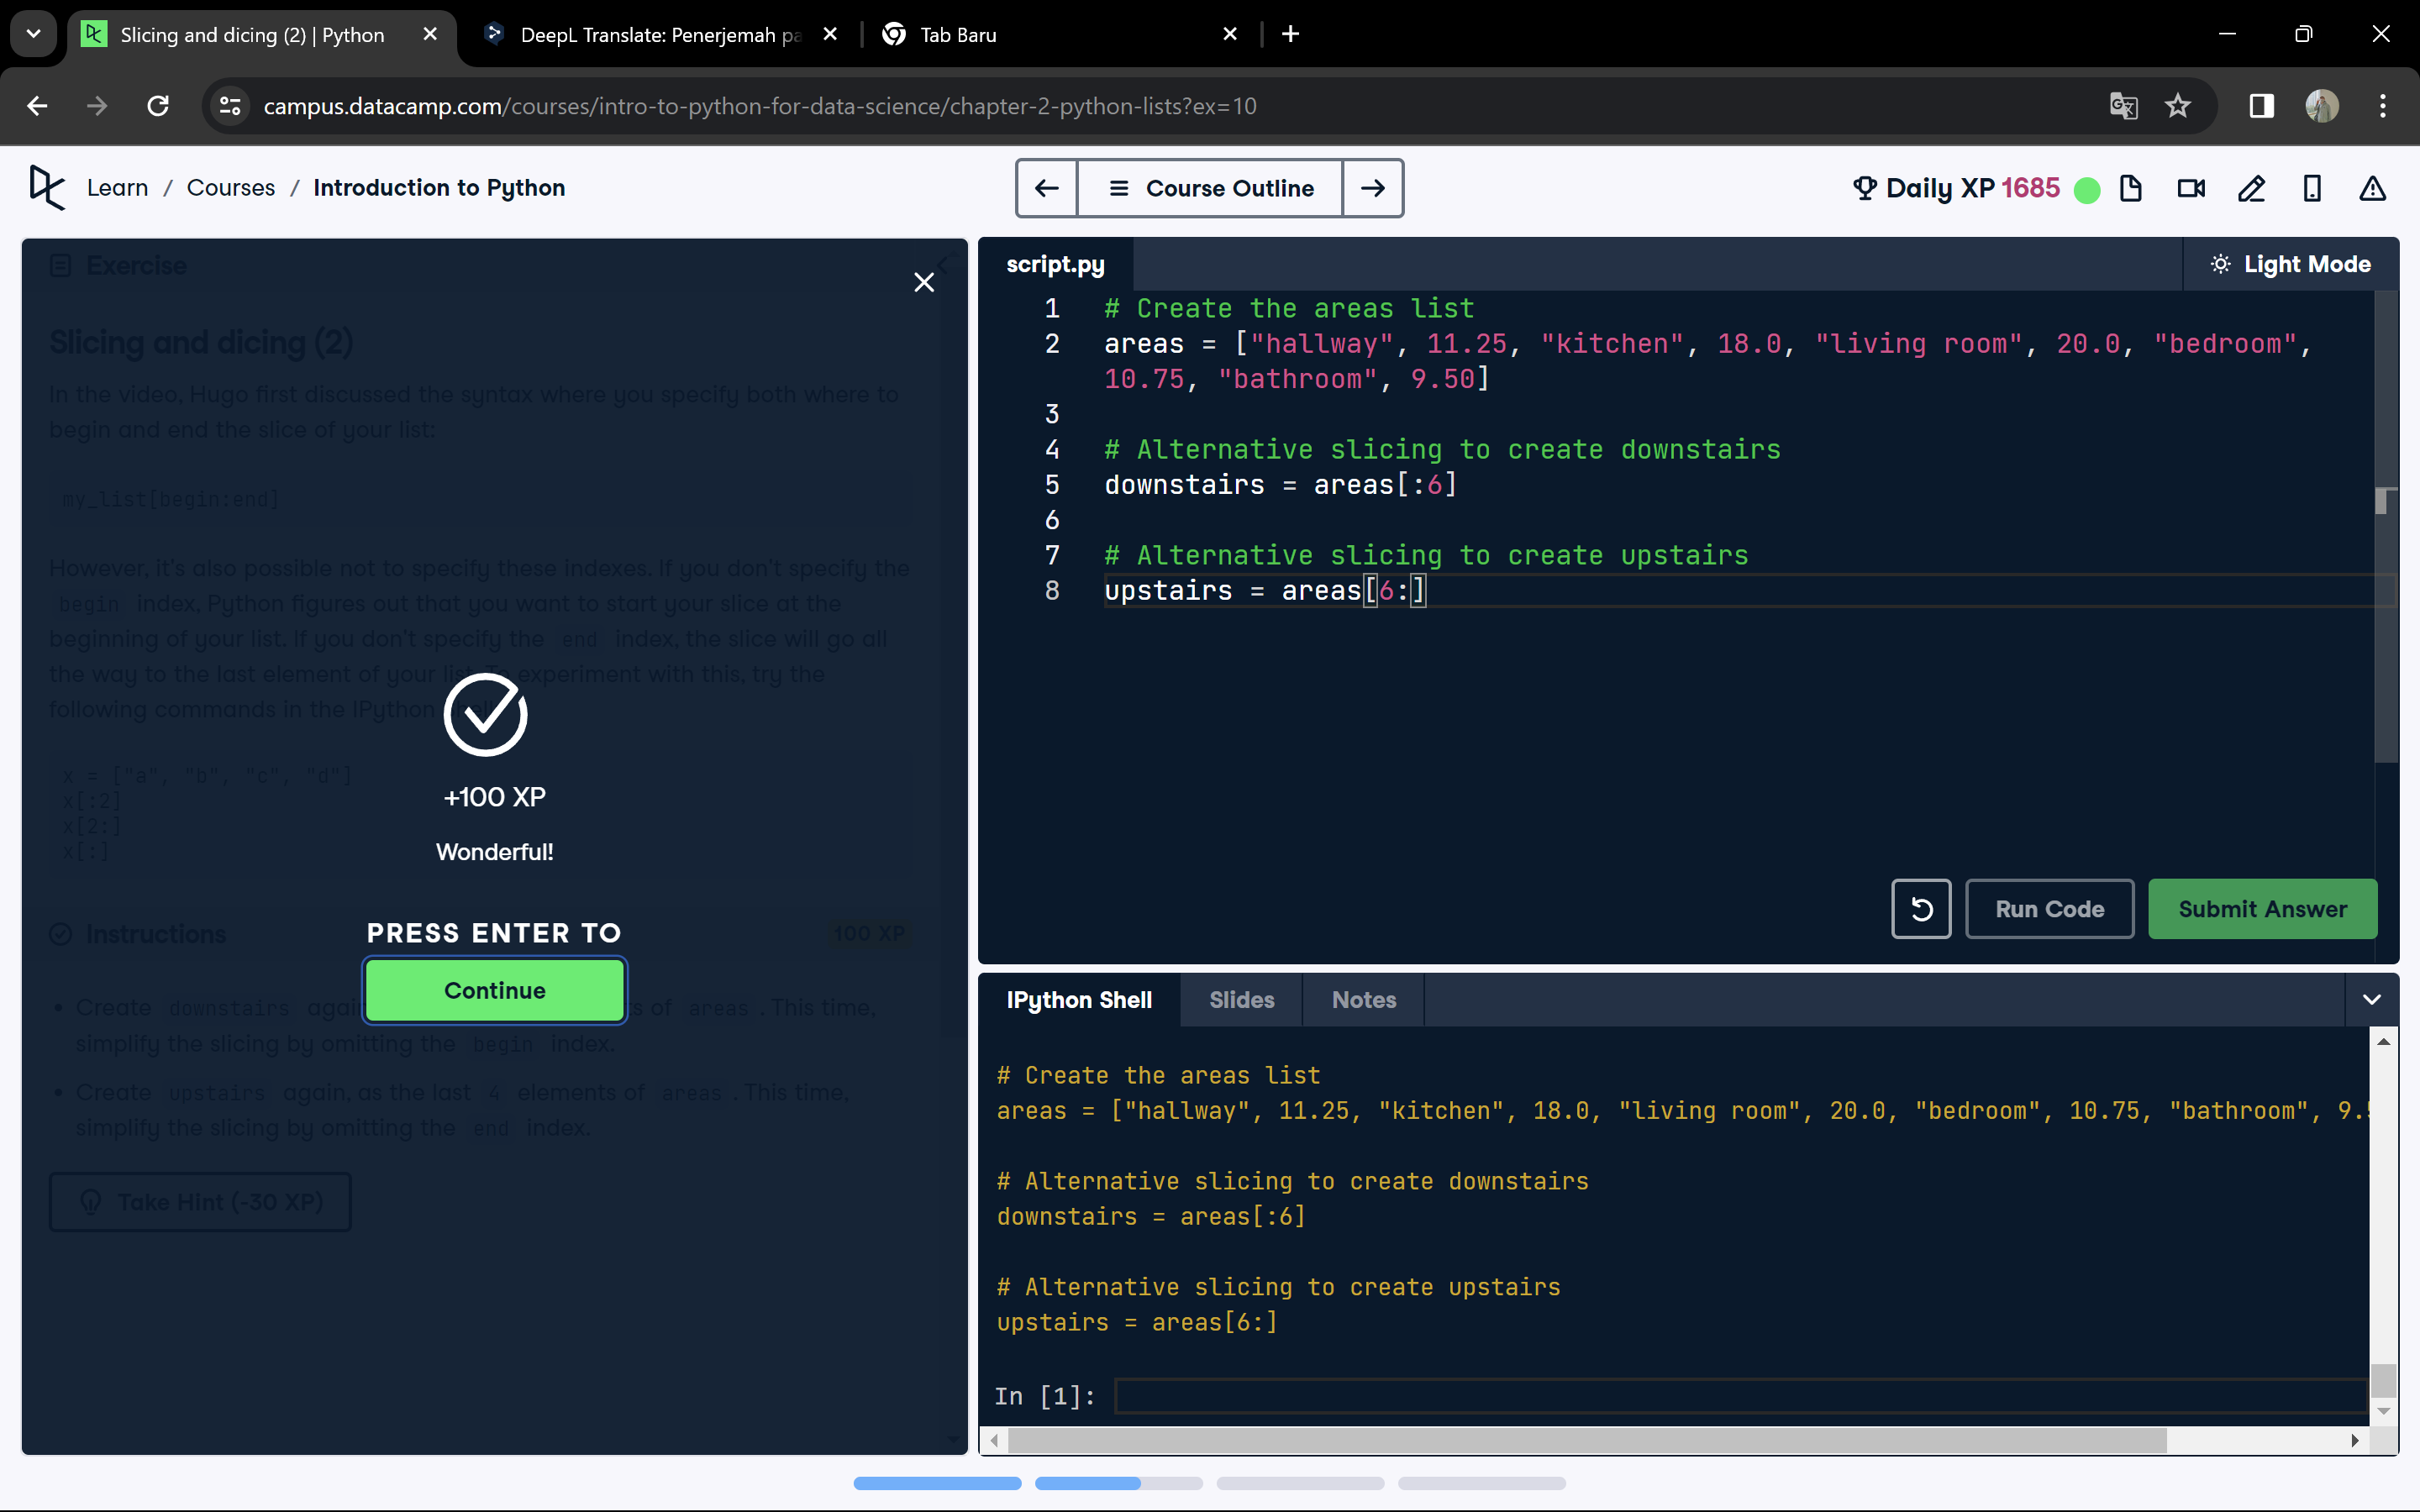 Slicing and dicing (2) | Python
DeepL Translate: Penerjemah pa
Tab Baru
campus.datacamp.com/courses/intro-to-python-for-data-science/chapter-2-python-lists?ex=10
Learn / Courses / Introduction to Python
Course Outline
Daily XP 1685
Exercise
Slicing and dicing (2)
In the video, Hugo first discussed the syntax where you specify both where to
begin and end the slice of your list:
my_list[begin:end]
However, it's also possible not to specify these indexes. If you don't specify the
begin index, Python figures out that you want to start your slice at the
beginning of your list. If you don't specify the end index, the slice will go all
the way to the last element of your list. To experiment with this, try the
following commands in the IPython Shell
x = ["a", "b", "c", "d"]
x[:2]
x[2:]
x[:]
+100 XP
Wonderful!
PRESS ENTER TO
Continue
Instructions
100 XP
Create downstairs again s of areas . This time,
simplify the slicing by omitting the begin index.
Create upstairs again, as the last 4 elements of areas . This time,
simplify the slicing by omitting the end index.
Take Hint (-30 XP)
script.py
Light Mode
1 # Create the areas list
2 areas = ["hallway", 11.25, "kitchen", 18.0, "living room", 20.0, "bedroom",
10.75, "bathroom", 9.50]
3
4 # Alternative slicing to create downstairs
5 downstairs = areas[:6]
6
7 # Alternative slicing to create upstairs
8 upstairs = areas[6:]
Run Code
Submit Answer
IPython Shell
Slides
Notes
# Create the areas list
areas = ["hallway", 11.25, "kitchen", 18.0, "living room", 20.0, "bedroom", 10.75, "bathroom", 9.5
# Alternative slicing to create downstairs
downstairs = areas[:6]
# Alternative slicing to create upstairs
upstairs = areas[6:]
In [1]: